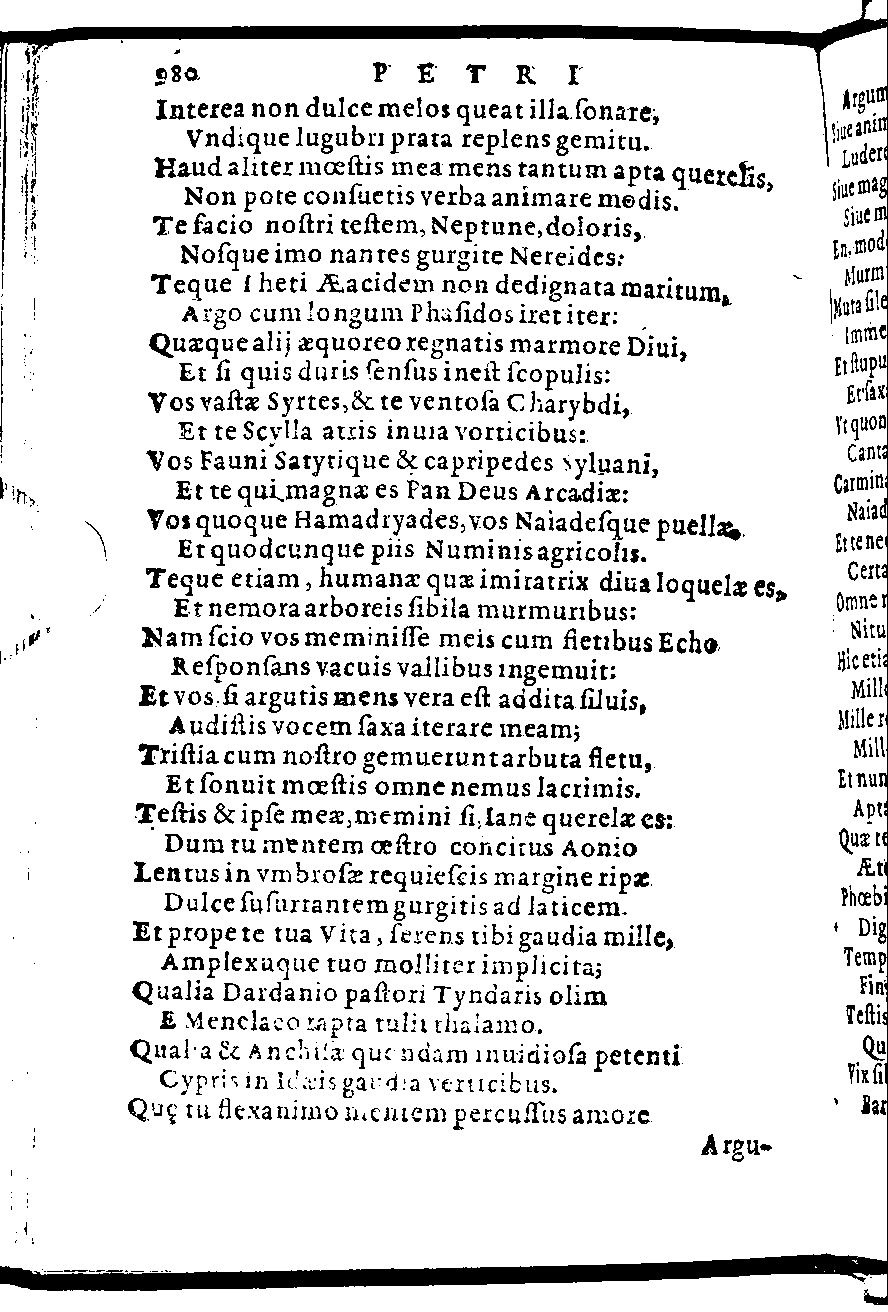 980 PETRI
Interea non dulce melos queat illa ſonare,
Vndique lugubri prata replens gemitu.
Haud aliter mœſtis mea mens tantum apta querelis,
Non pote conſuetis verba animare modis.
Te facio noſtri teſtem, Neptune, doloris,
Noſque imo nantes gurgite Nereides:
Teque Theti Æacidem non dedignata maritum,
Argo cum longum Phaſidos iret iter:
Quæque alij æquoreo regnatis marmore Diui,
Et ſi quis duris ſenſus ineſt ſcopulis:
Vos vaſtæ Syrtes, & te ventoſa Charybdi,
Et te Scylla atris inuia vorticibus:
Vos Fauni Satyrique & capripedes Syluani,
Et te qui magnæ es Pan Deus Arcadiæ:
Vos quoque Hamadryades, vos Naiadeſque puellæ,
Et quodcunque piis Numinis agricolis.
Teque etiam, humanæ quæ imitatrix diua loquelæ es,
Et nemora arboreis ſibila murmuribus:
Nam ſcio vos meminiſſe meis cum fletibus Echo
Reſponſans vacuis vallibus ingemuit:
Et vos, ſi argutis mens vera eſt addita ſiluis,
Audiſtis vocem ſaxa iterare meam;
Triſtia cum noſtro gemuerunt arbuta fletu,
Et ſonuit mœſtis omne nemus lacrimis.
Teſtis & ipſe meæ, memini ſi, Iane querelæ es:
Dum tu mentem œſtro concitus Aonio
Lentus in vmbroſæ requieſcis margine ripæ
Dulce ſuſurrantem gurgitis ad laticem.
Et prope te tua Vita, ferens tibi gaudia mille,
Amplexuque tuo molliter implicita;
Qualia Dardanio paſtori Tyndaris olim
E Menelaeo rapta tulit thalamo.
Qualia & Anchiſæ quondam inuidioſa petenti
Cypris in Idæis gaudia verticibus.
Quę tu flexanimo mentem percuſſus amore
Argu-
Argum
Siue anim
Ludere
Siue mag
Siue m
En. mod
Murm
Muta ſile
Imme
Et ſtupu
Et ſax
Vt quon
Canta
Carmina
Naiad
Et te ne
Certa
Omne n
Nitu
Hic etia
Mille
Mille re
Mill
Et nun
Apta
Quæ te
Æte
Phœbi
Dig
Temp
Fin
Teſtis
Qu
Vix ſil
Bar